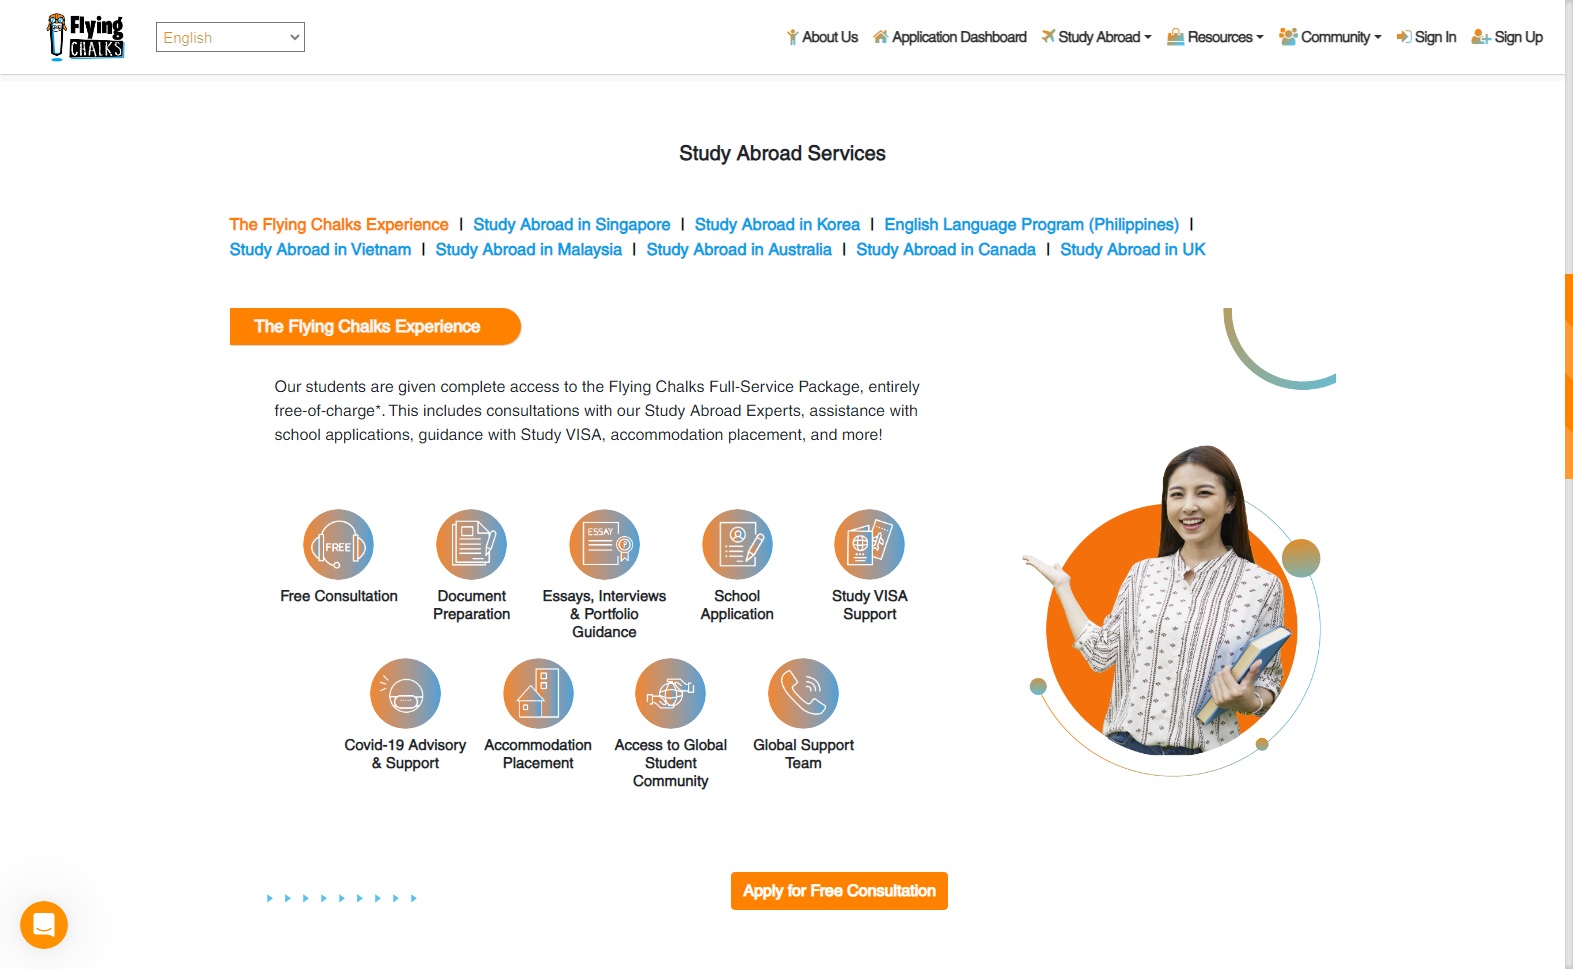 Flying
CHALKS
English
About Us
Application Dashboard
Study Abroad
Resources
Community
Sign In
Sign Up
Study Abroad Services
The Flying Chalks Experience | Study Abroad in Singapore | Study Abroad in Korea | English Language Program (Philippines) |
Study Abroad in Vietnam | Study Abroad in Malaysia | Study Abroad in Australia | Study Abroad in Canada | Study Abroad in UK
The Flying Chalks Experience
Our students are given complete access to the Flying Chalks Full-Service Package, entirely
free-of-charge*. This includes consultations with our Study Abroad Experts, assistance with
school applications, guidance with Study VISA, accommodation placement, and more!
FREE
Free Consultation
Document
Preparation
ESSAY
Essays, Interviews
& Portfolio
Guidance
School
Application
Study VISA
Support
Covid-19 Advisory
& Support
Accommodation
Placement
Access to Global
Student
Community
Global Support
Team
Apply for Free Consultation